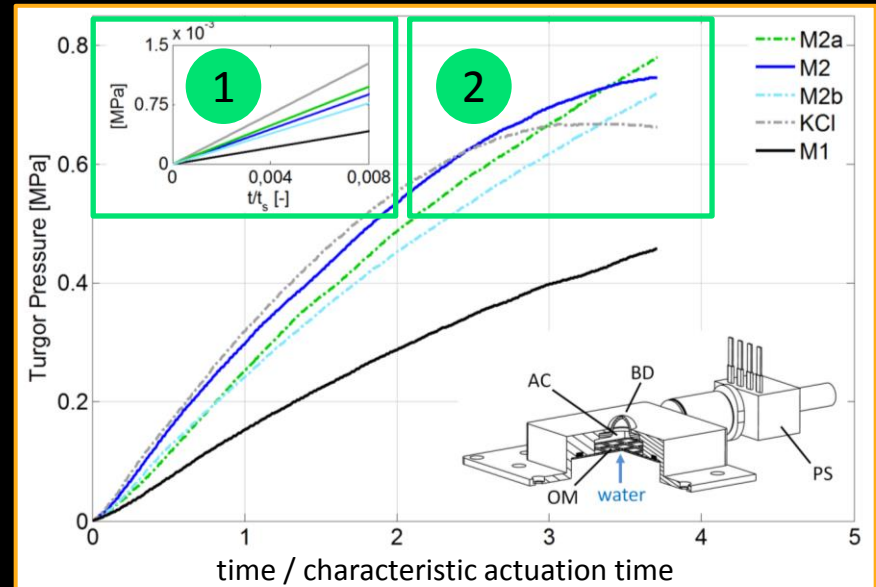 Turgor Pressure [MPa]
0.8
0.6
0.4
0.2
0
0
1
2
3
4
5
time / characteristic actuation time
x 10⁻³
1.5
0.75
0
[MPa]
0
0,004
0,008
t/tₛ [-]
1
2
M2a
M2
M2b
KCl
M1
AC
BD
OM
water
PS